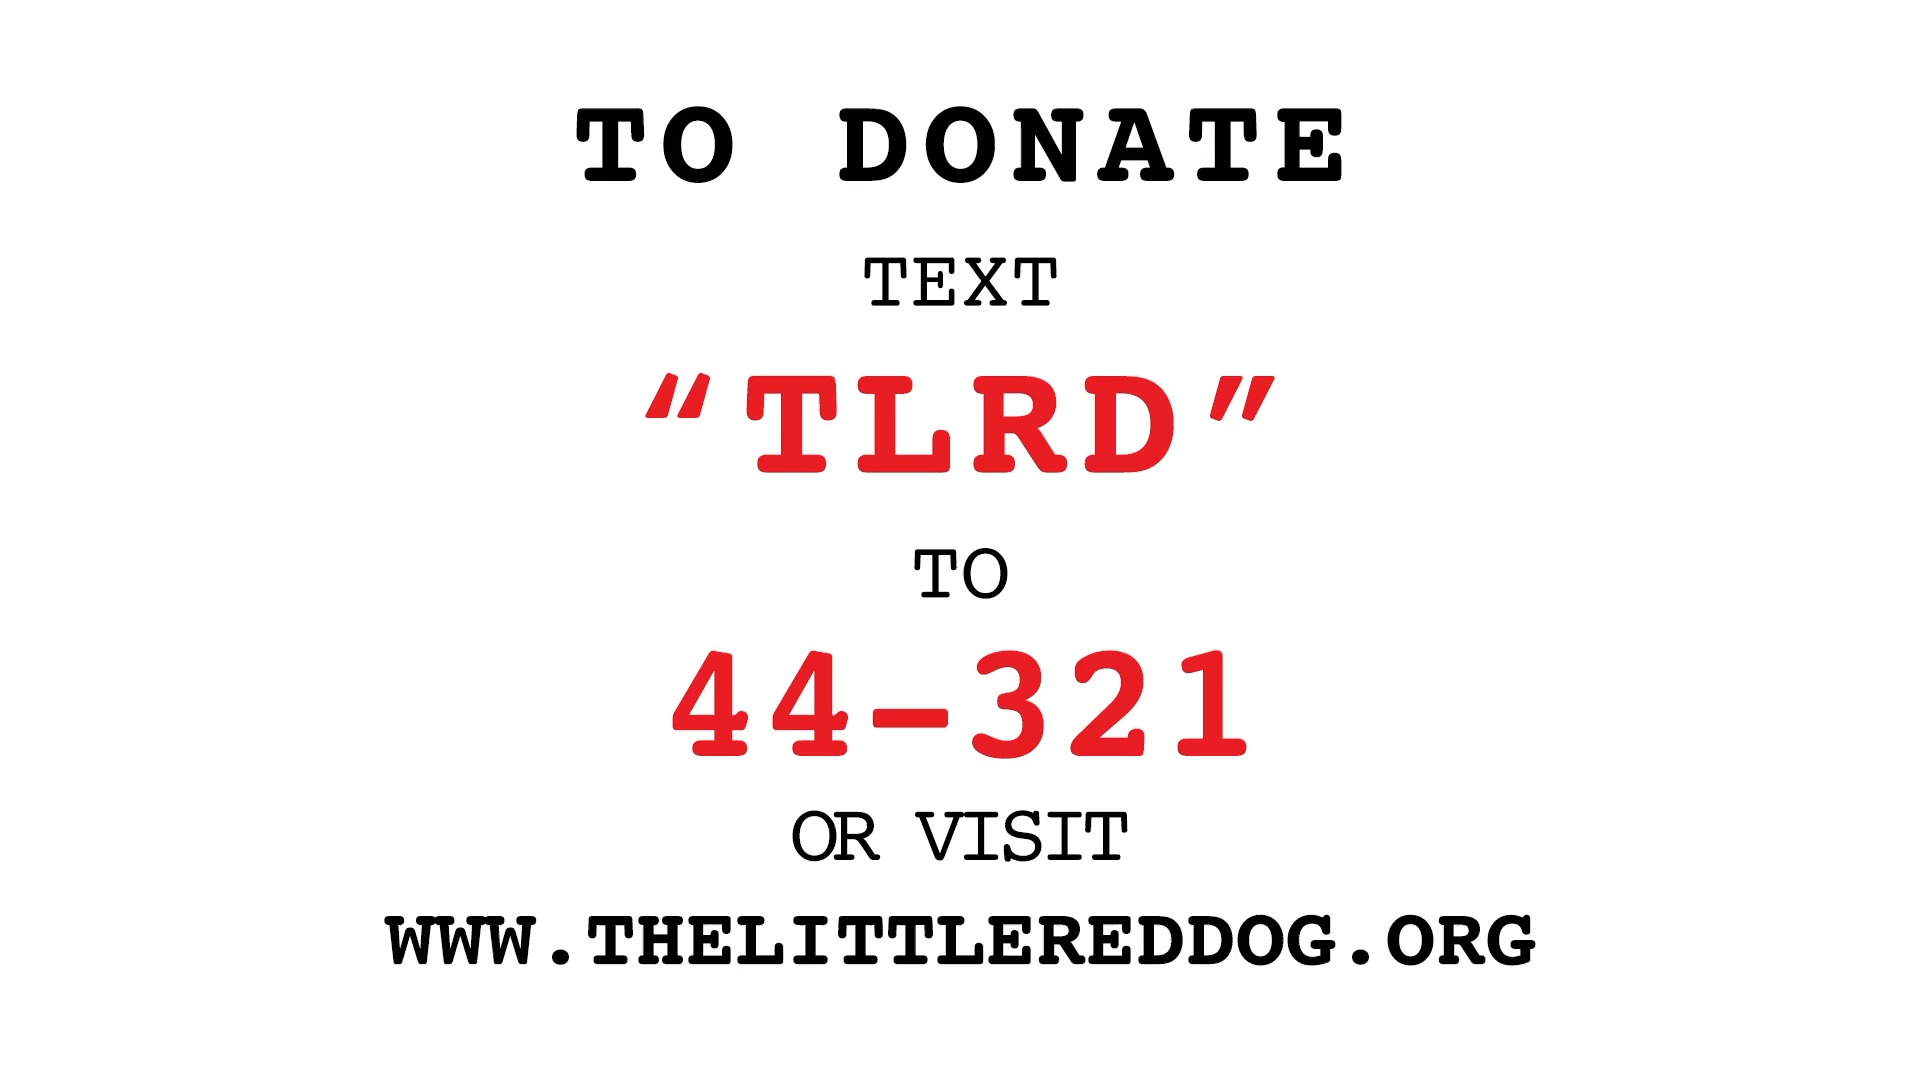 TO DONATE
TEXT
“TLRD”
TO
44-321
OR VISIT
WWW.THELITTLEREDDOG.ORG